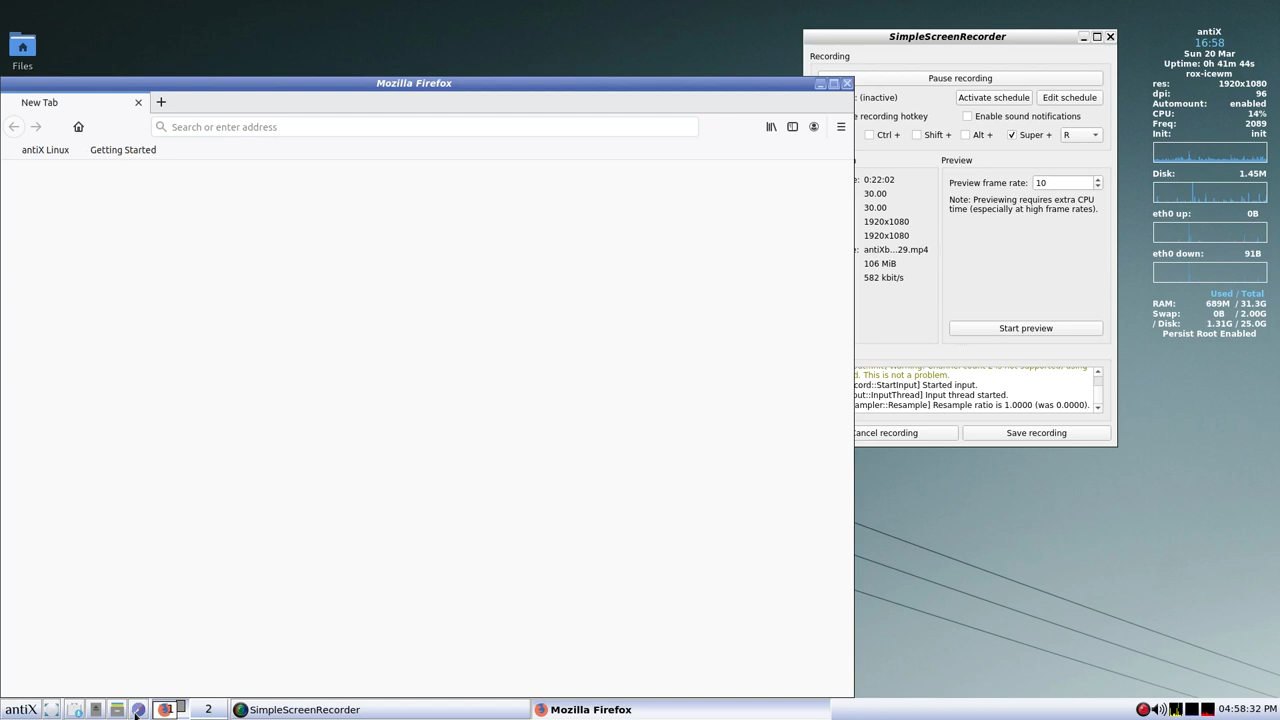 Files
Mozilla Firefox
New Tab
Search or enter address
antiX Linux
Getting Started
SimpleScreenRecorder
Recording
Pause recording
: (inactive)
Activate schedule
Edit schedule
e recording hotkey
Enable sound notifications
Ctrl +
Shift +
Alt +
Super +
R
Preview
e: 0:22:02
30.00
30.00
1920x1080
1920x1080
e: antiXb...29.mp4
106 MiB
582 kbit/s
Preview frame rate: 10
Note: Previewing requires extra CPU
time (especially at high frame rates).
Start preview
d. This is not a problem.
cord::StartInput] Started input.
out::InputThread] Input thread started.
ampler::Resample] Resample ratio is 1.0000 (was 0.0000).
Cancel recording
Save recording
antiX
16:58
Sun 20 Mar
Uptime: 0h 41m 44s
rox-icewm
res: 1920x1080
dpi: 96
Automount: enabled
CPU: 14%
Freq: 2089
Init: init
Disk: 1.45M
eth0 up: 0B
eth0 down: 91B
Used / Total
RAM: 689M / 31.3G
Swap: 0B / 2.00G
/ Disk: 1.31G / 25.0G
Persist Root Enabled
antiX
1
2
SimpleScreenRecorder
Mozilla Firefox
04:58:32 PM